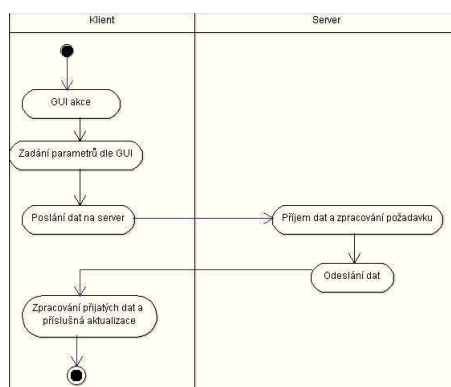 Klient
Server
GUI akce
Zadání parametrů dle GUI
Poslání dat na server
Příjem dat a zpracování požadavku
Odeslání dat
Zpracování přijatých dat a
příslušná aktualizace